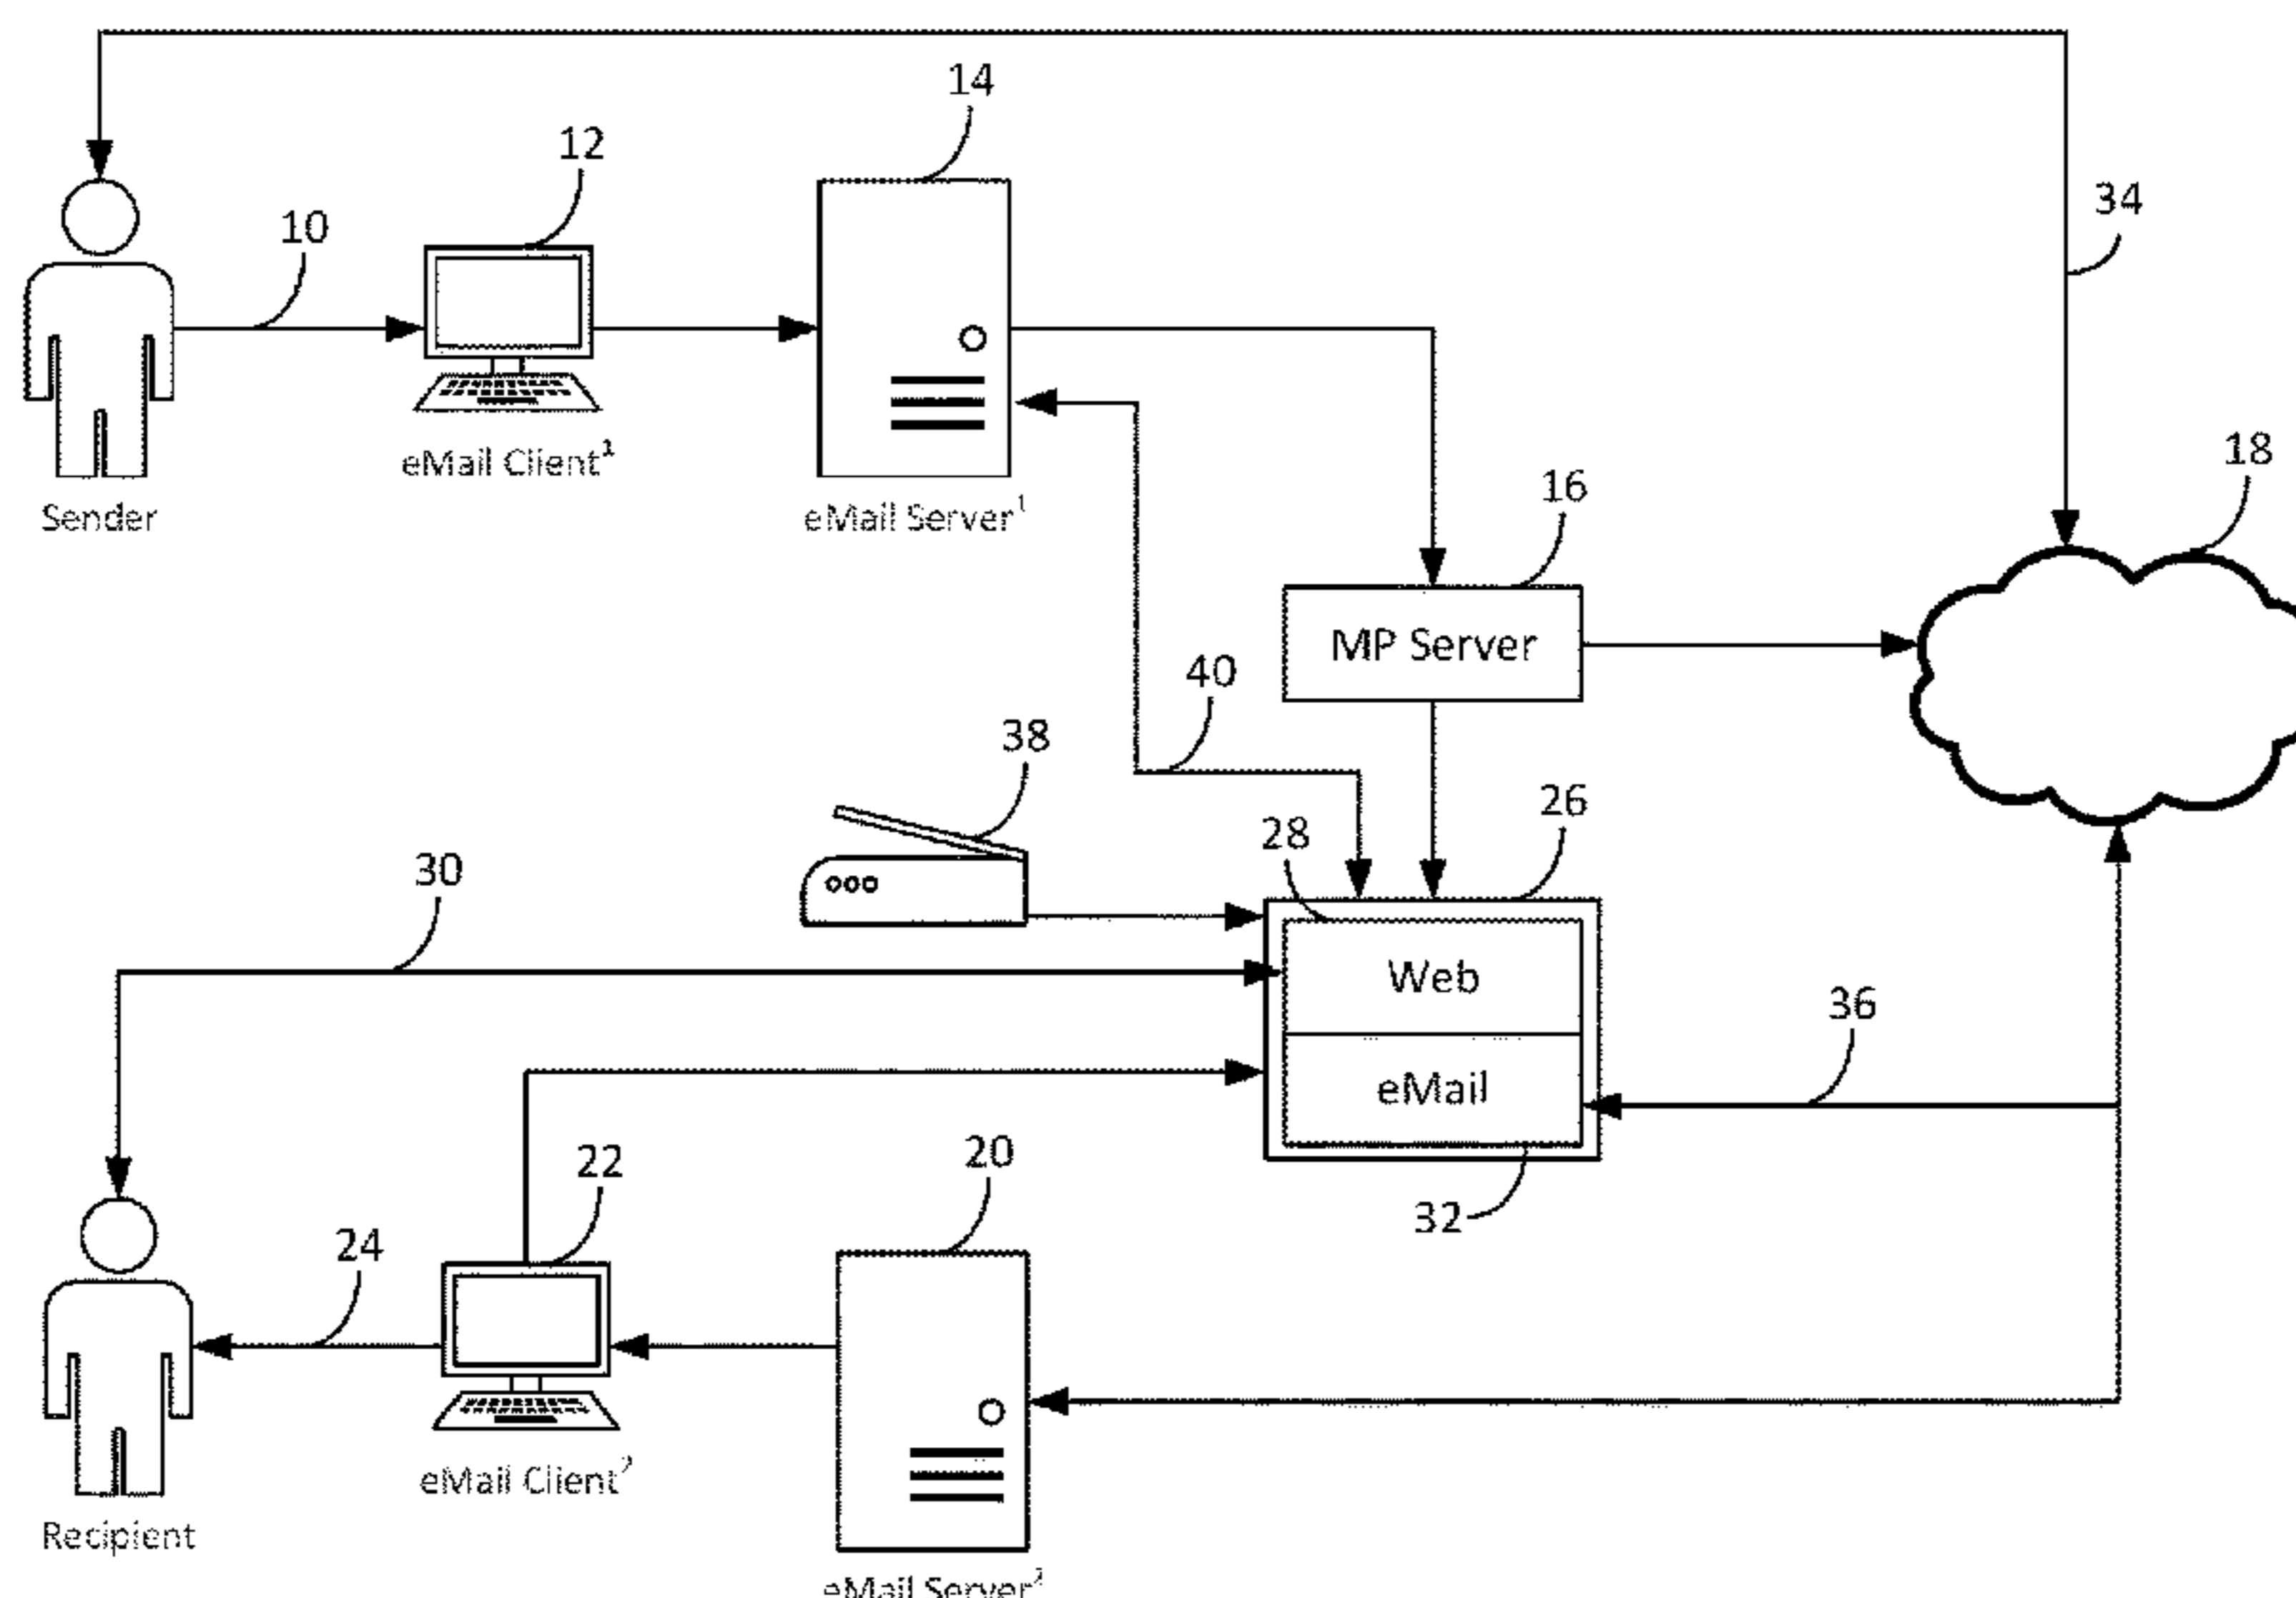 14
12
34
10
18
eMail Client¹
16
Sender
eMail Server¹
MP Server
40
38
26
28
30
Web
36
eMail
22
20
32
24
eMail Client²
Recipient
eMail Server²